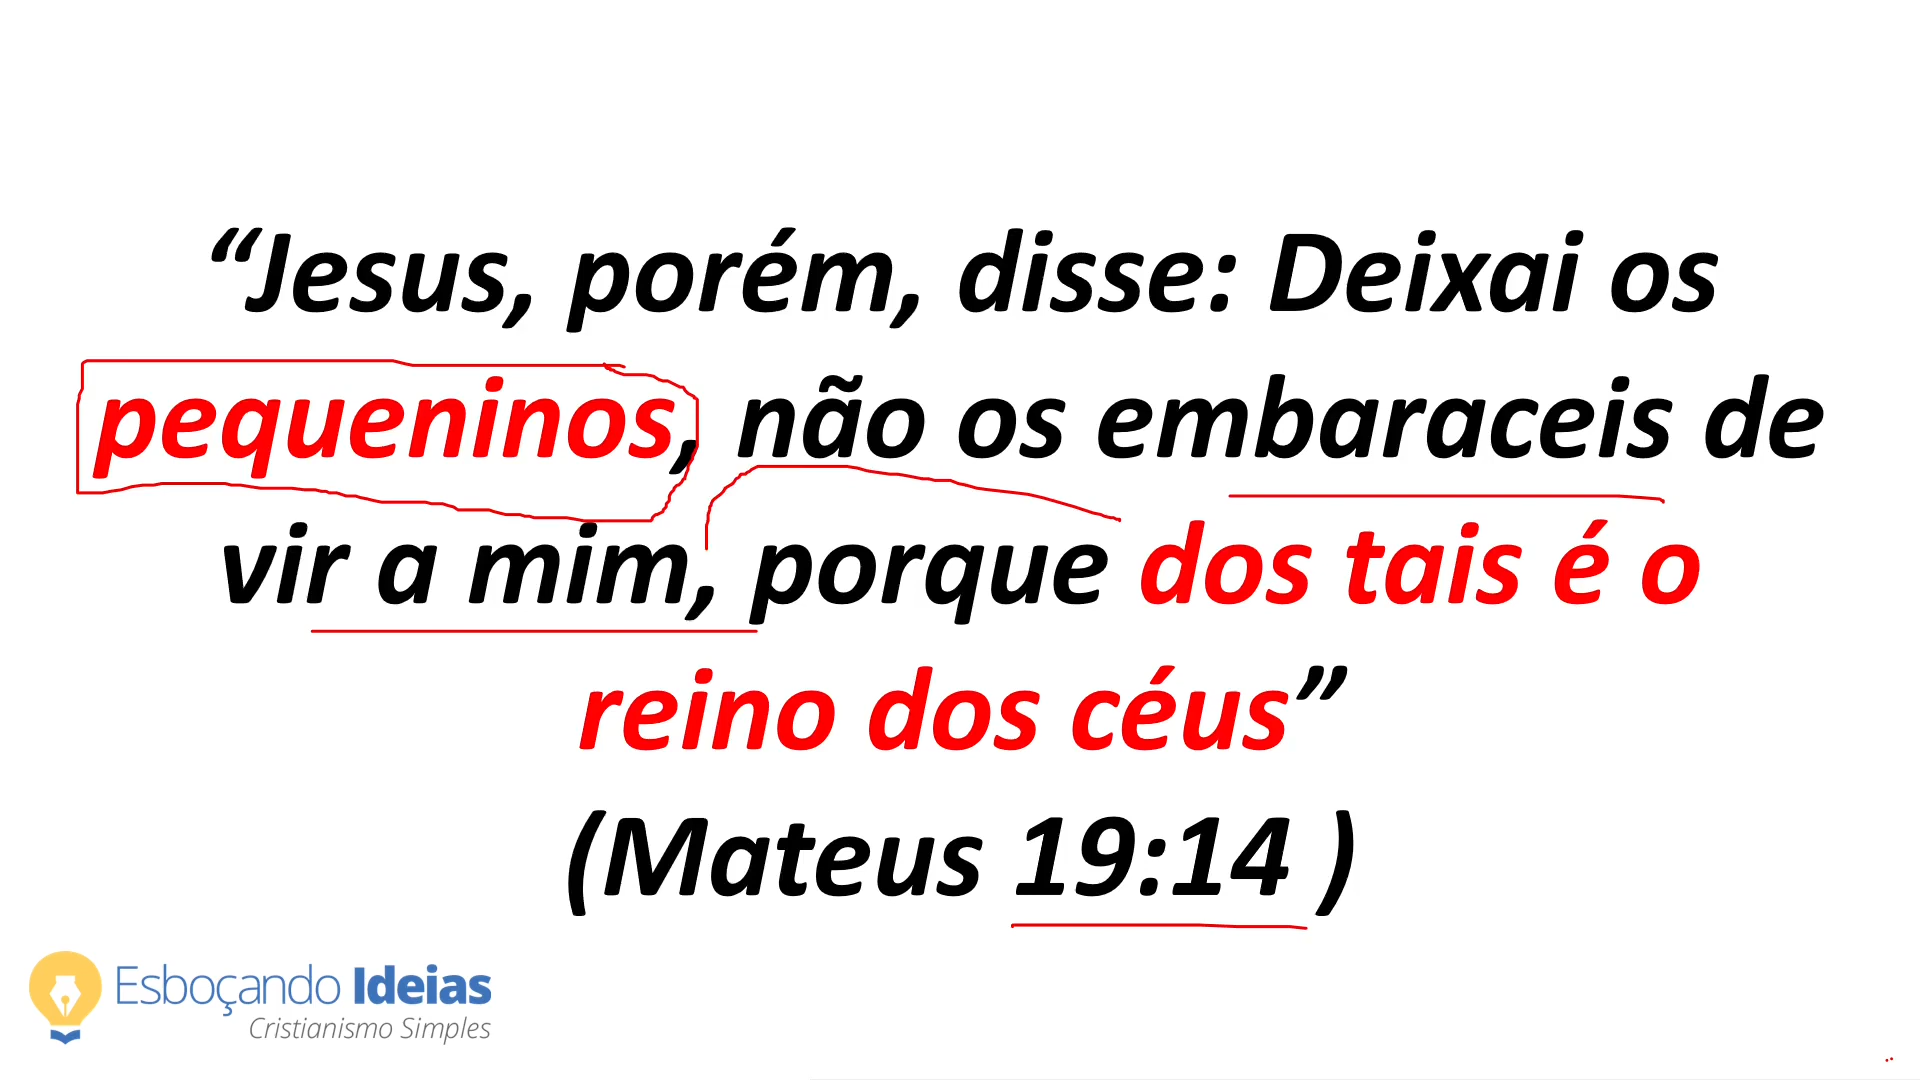 “Jesus, porém, disse: Deixai os
pequeninos, não os embaraceis de
vir a mim, porque dos tais é o
reino dos céus”
(Mateus 19:14 )
Esboçando Ideias
Cristianismo Simples